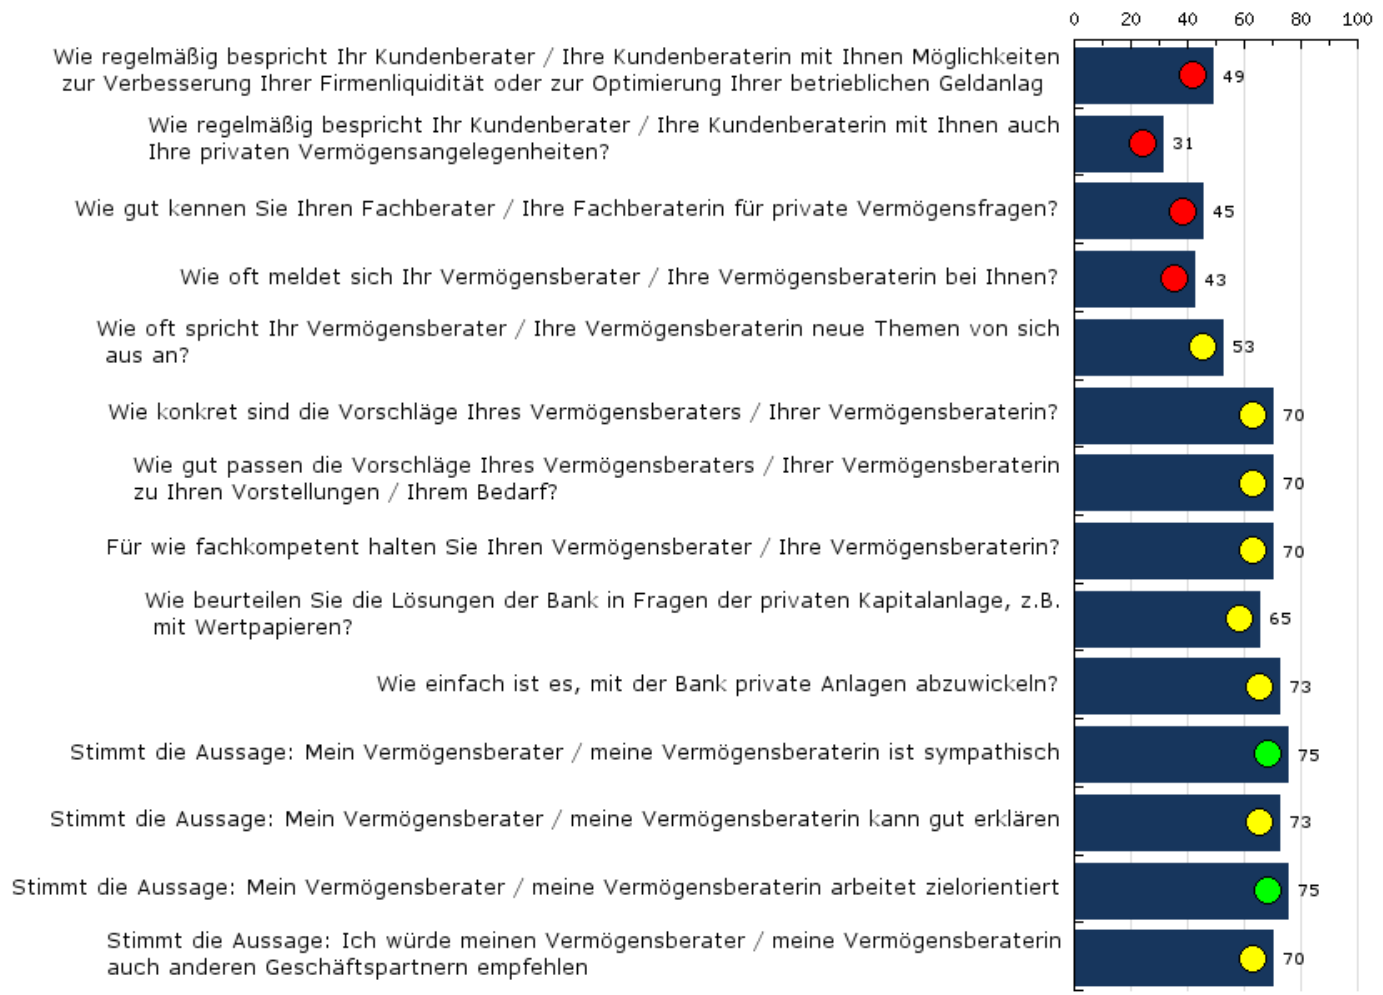 0 20 40 60 80 100
Wie regelmäßig bespricht Ihr Kundenberater / Ihre Kundenberaterin mit Ihnen Möglichkeiten
zur Verbesserung Ihrer Firmenliquidität oder zur Optimierung Ihrer betrieblichen Geldanlag
49
Wie regelmäßig bespricht Ihr Kundenberater / Ihre Kundenberaterin mit Ihnen auch
Ihre privaten Vermögensangelegenheiten?
31
Wie gut kennen Sie Ihren Fachberater / Ihre Fachberaterin für private Vermögensfragen?
45
Wie oft meldet sich Ihr Vermögensberater / Ihre Vermögensberaterin bei Ihnen?
43
Wie oft spricht Ihr Vermögensberater / Ihre Vermögensberaterin neue Themen von sich
aus an?
53
Wie konkret sind die Vorschläge Ihres Vermögensberaters / Ihrer Vermögensberaterin?
70
Wie gut passen die Vorschläge Ihres Vermögensberaters / Ihrer Vermögensberaterin
zu Ihren Vorstellungen / Ihrem Bedarf?
70
Für wie fachkompetent halten Sie Ihren Vermögensberater / Ihre Vermögensberaterin?
70
Wie beurteilen Sie die Lösungen der Bank in Fragen der privaten Kapitalanlage, z.B.
mit Wertpapieren?
65
Wie einfach ist es, mit der Bank private Anlagen abzuwickeln?
73
Stimmt die Aussage: Mein Vermögensberater / meine Vermögensberaterin ist sympathisch
75
Stimmt die Aussage: Mein Vermögensberater / meine Vermögensberaterin kann gut erklären
73
Stimmt die Aussage: Mein Vermögensberater / meine Vermögensberaterin arbeitet zielorientiert
75
Stimmt die Aussage: Ich würde meinen Vermögensberater / meine Vermögensberaterin
auch anderen Geschäftspartnern empfehlen
70